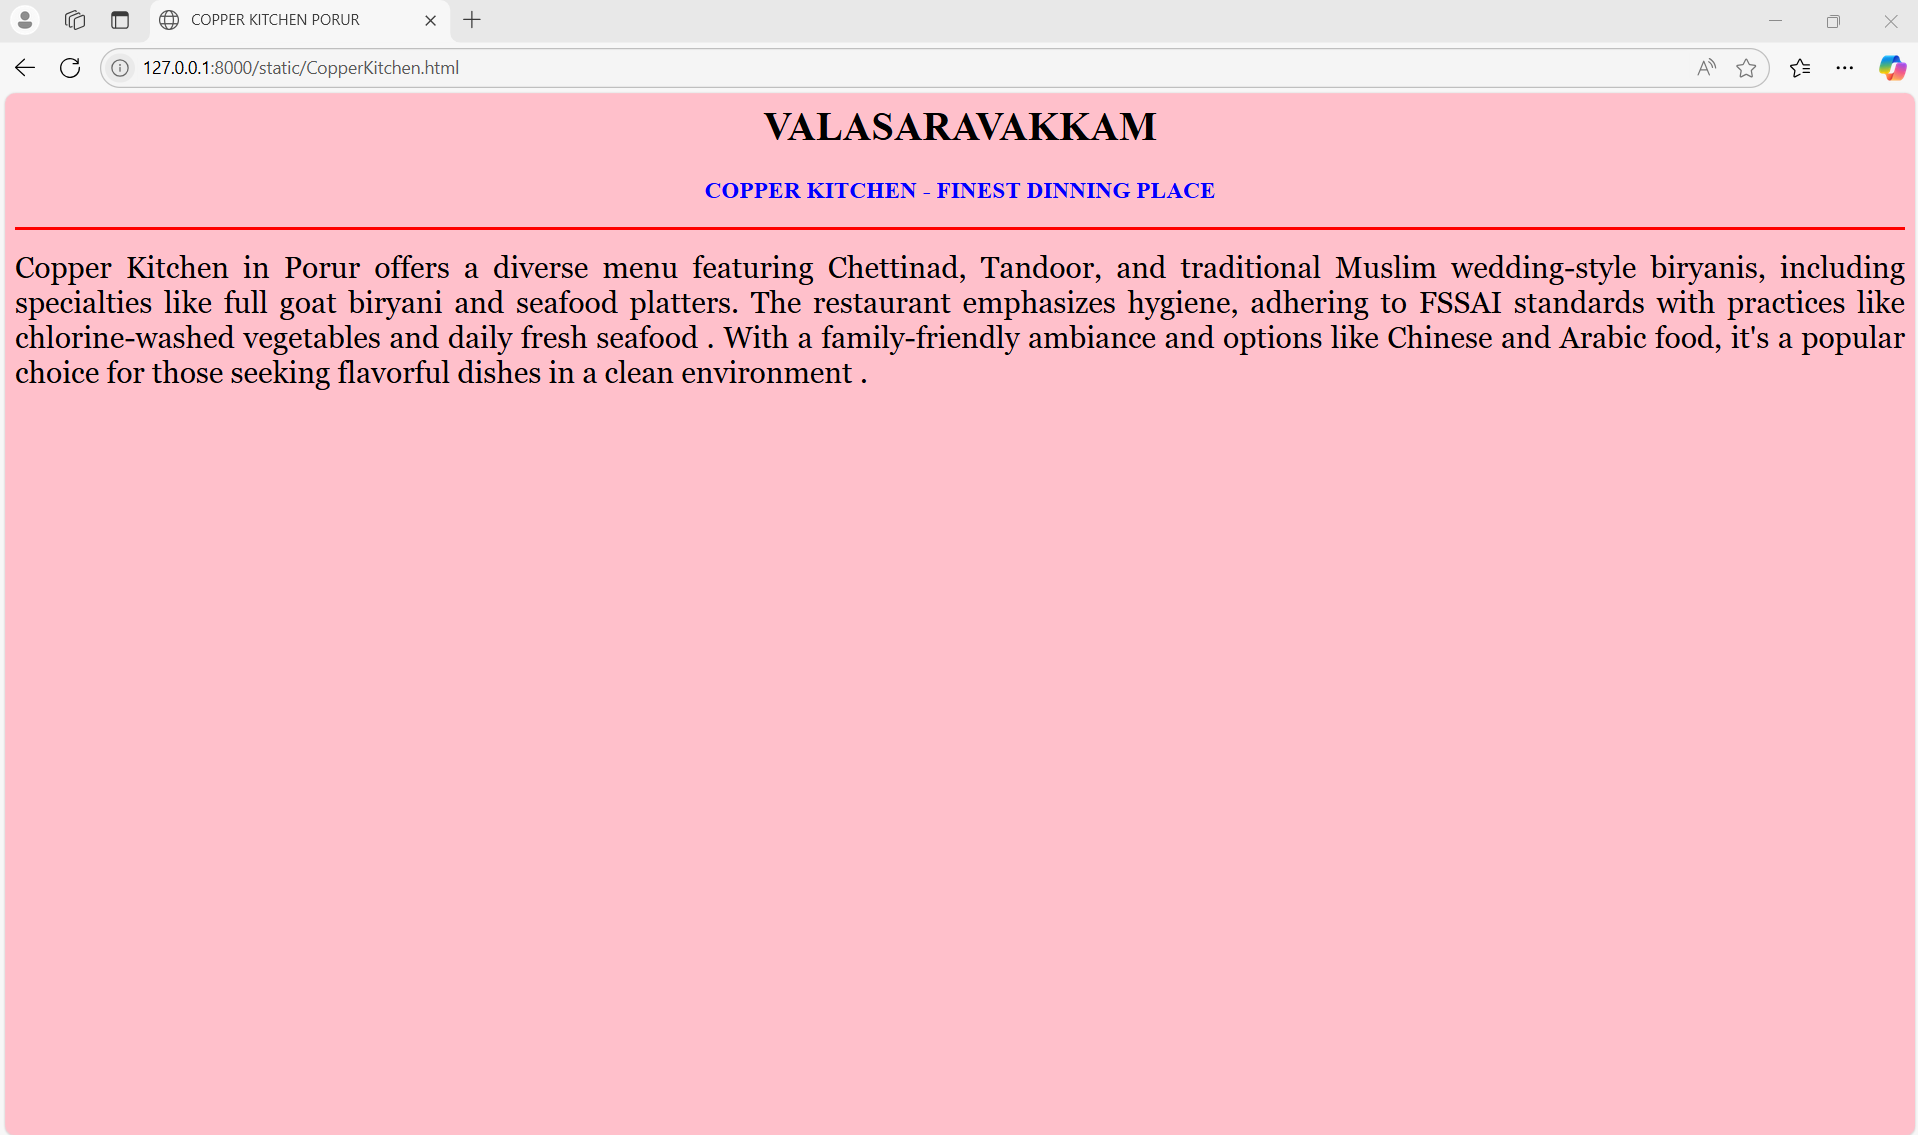 COPPER KITCHEN PORUR
127.0.0.1:8000/static/CopperKitchen.html
VALASARAVAKKAM
COPPER KITCHEN - FINEST DINNING PLACE
Copper Kitchen in Porur offers a diverse menu featuring Chettinad, Tandoor, and traditional Muslim wedding-style biryanis, including
specialties like full goat biryani and seafood platters. The restaurant emphasizes hygiene, adhering to FSSAI standards with practices like
chlorine-washed vegetables and daily fresh seafood . With a family-friendly ambiance and options like Chinese and Arabic food, it's a popular
choice for those seeking flavorful dishes in a clean environment .